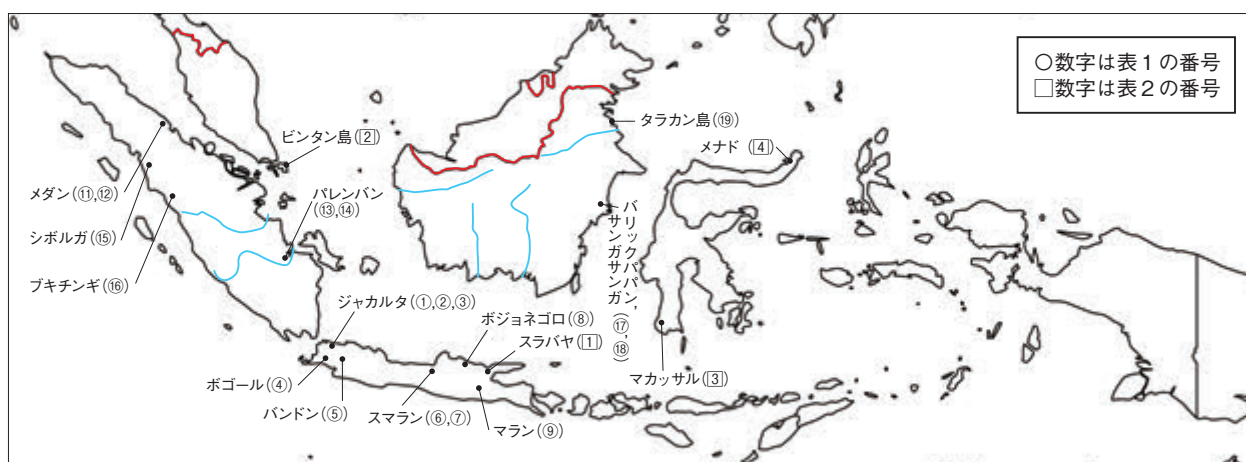 ○数字は表1の番号
□数字は表2の番号
タラカン島(⑲)
ビンタン島(2)
メナド(4)
メダン(⑪,⑫)
パレンバン
(⑬,⑭)
シボルガ(⑮)
ブキチンギ(⑯)
バリックパパン,
サンガサンガ(⑰,⑱)
ジャカルタ(①,②,③)
ボジョネゴロ(⑧)
スラバヤ(1)
ボゴール(④)
バンドン(⑤)
スマラン(⑥,⑦)
マラン(⑨)
マカッサル(3)